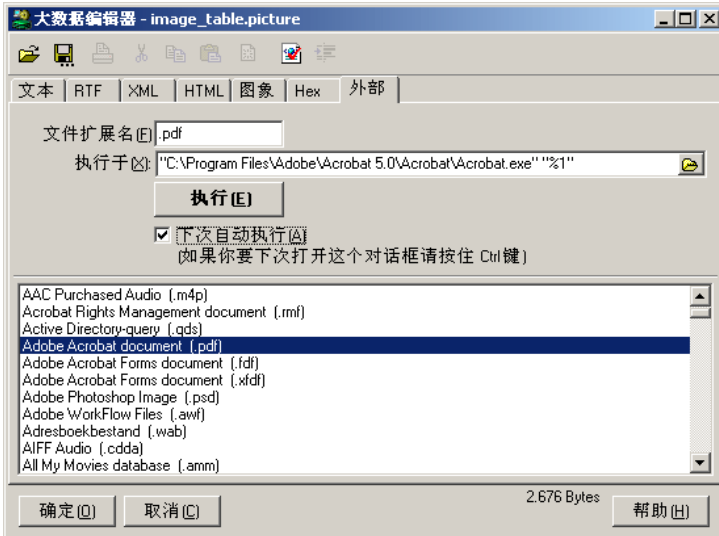 大数据编辑器 - image_table.picture
文本 RTF XML HTML 图象 Hex 外部
文件扩展名(F) .pdf
执行于(X): "C:\Program Files\Adobe\Acrobat 5.0\Acrobat\Acrobat.exe" "%1"
执行(E)
下次自动执行(A)
(如果你要下次打开这个对话框请按住 Ctrl键)
AAC Purchased Audio (.m4p)
Acrobat Rights Management document (.rmf)
Active Directory-query (.qds)
Adobe Acrobat document (.pdf)
Adobe Acrobat Forms document (.fdf)
Adobe Acrobat Forms document (.xfdf)
Adobe Photoshop Image (.psd)
Adobe WorkFlow Files (.awf)
Adresboekbestand (.wab)
AIFF Audio (.cdda)
All My Movies database (.amm)
2.676 Bytes
确定(O) 取消(C) 帮助(H)